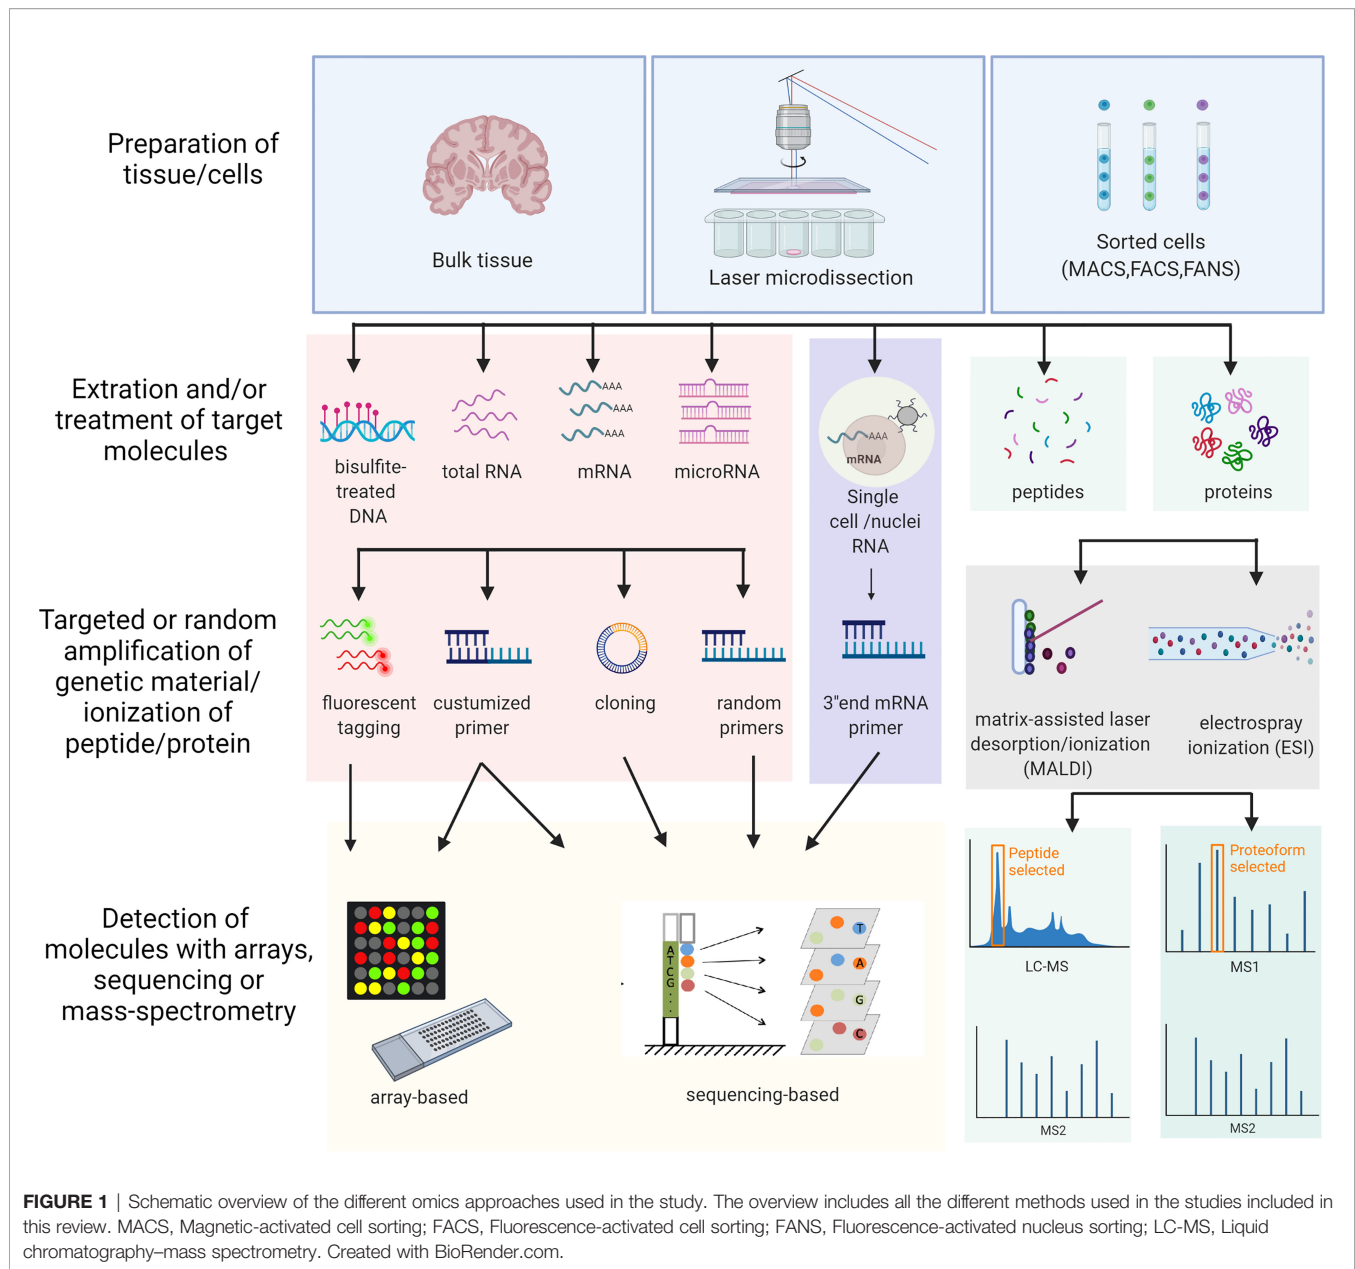 Preparation of
tissue/cells
Bulk tissue
Laser microdissection
Sorted cells
(MACS,FACS,FANS)
Extration and/or
treatment of target
molecules
bisulfite-
treated
DNA
total RNA
AAA
AAA
AAA
mRNA
microRNA
AAA
mRNA
Single
cell /nuclei
RNA
peptides
proteins
Targeted or random
amplification of
genetic material/
ionization of
peptide/protein
fluorescent
tagging
custumized
primer
cloning
random
primers
3"end mRNA
primer
matrix-assisted laser
desorption/ionization
(MALDI)
electrospray
ionization (ESI)
Detection of
molecules with arrays,
sequencing or
mass-spectrometry
array-based
A
T
C
G
.
.
.
T
A
G
C
sequencing-based
Peptide
selected
LC-MS
MS2
Proteoform
selected
MS1
MS2
FIGURE 1 | Schematic overview of the different omics approaches used in the study. The overview includes all the different methods used in the studies included in
this review. MACS, Magnetic-activated cell sorting; FACS, Fluorescence-activated cell sorting; FANS, Fluorescence-activated nucleus sorting; LC-MS, Liquid
chromatography–mass spectrometry. Created with BioRender.com.